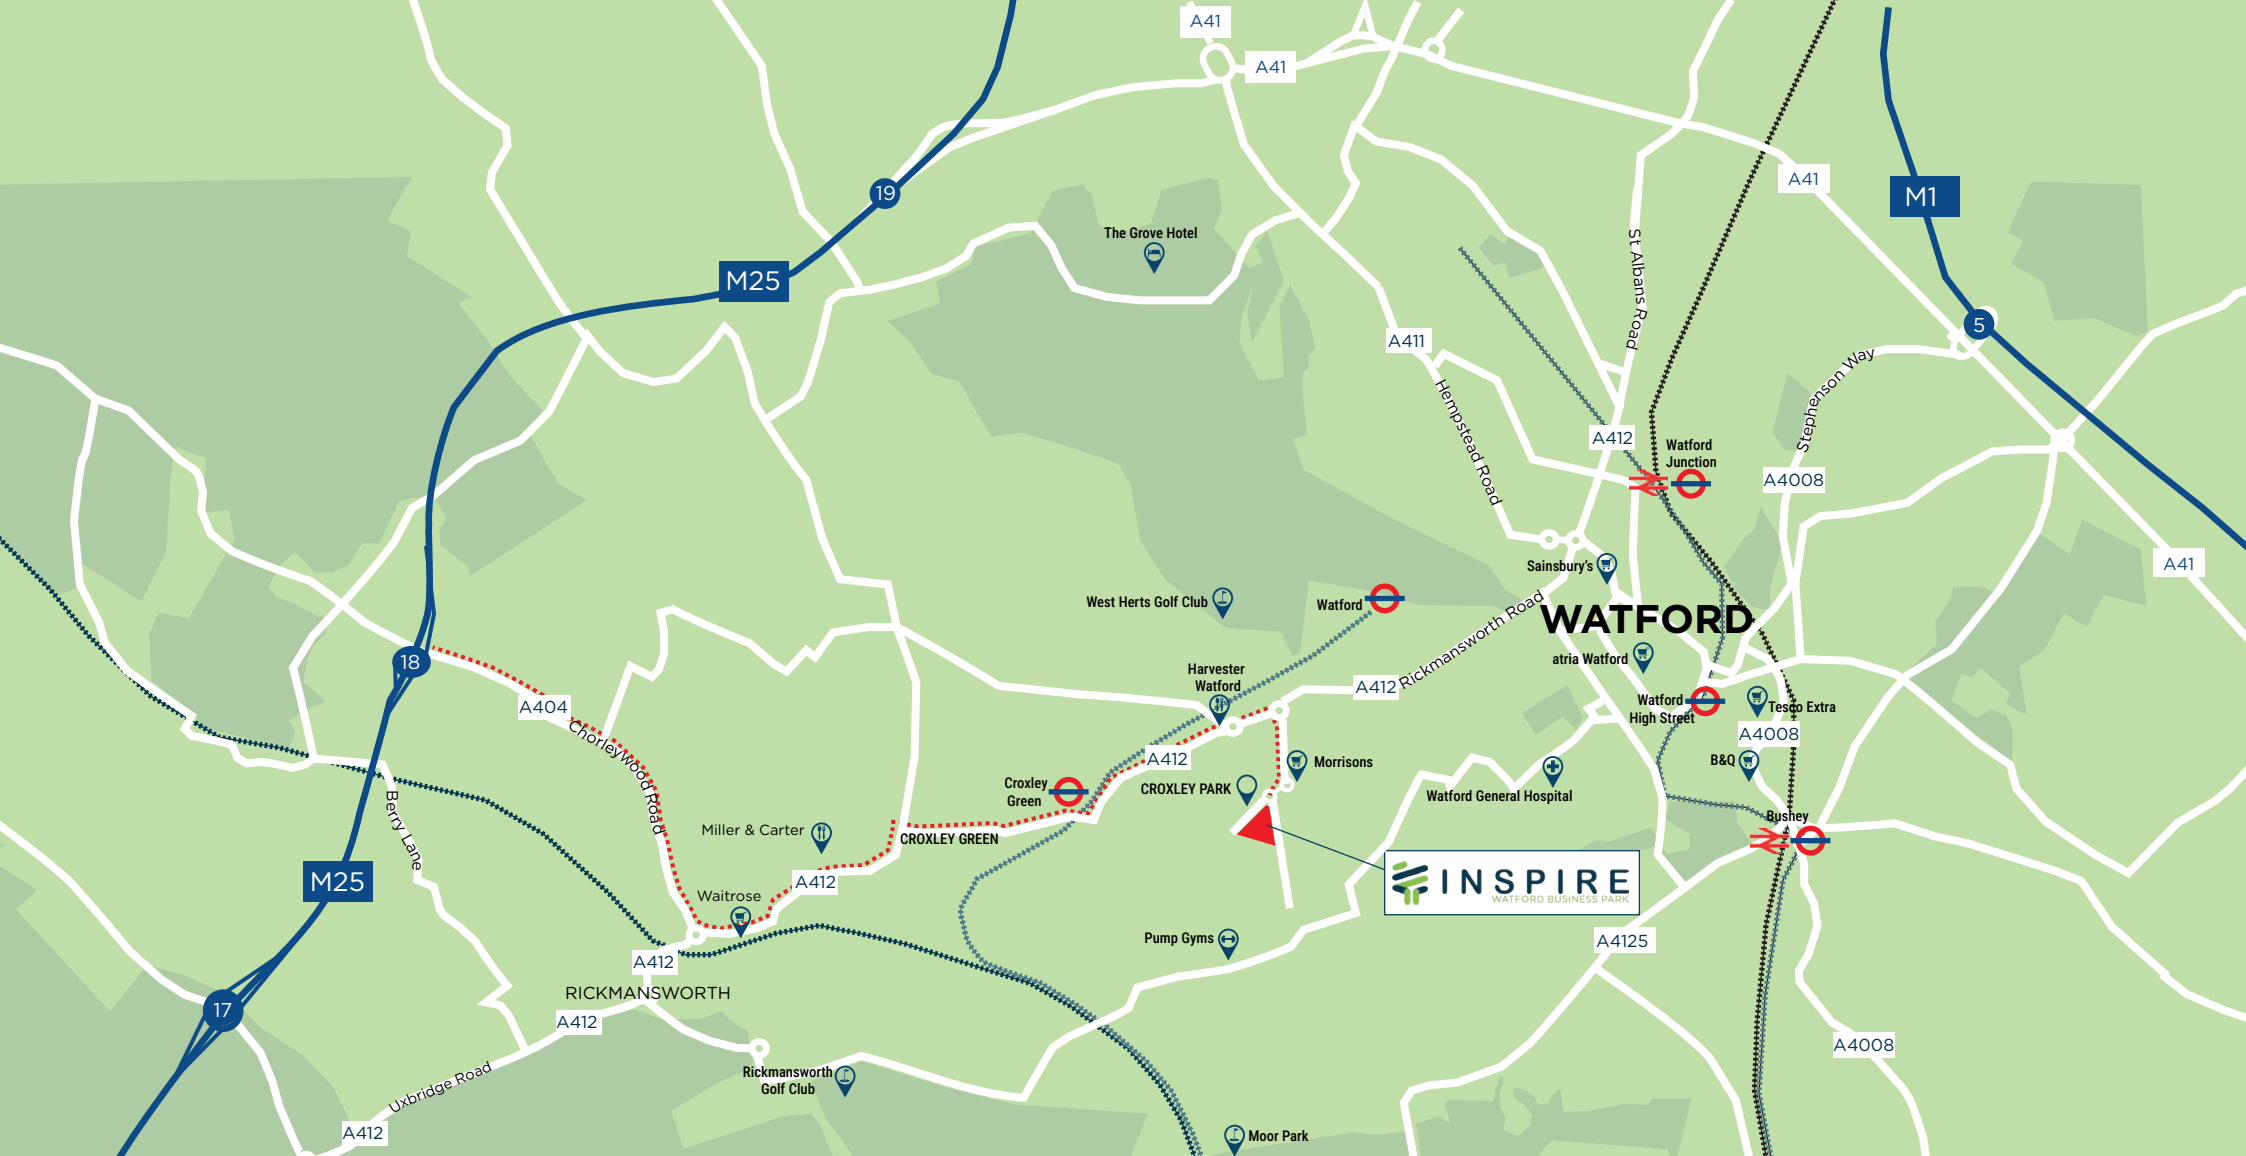 A41
A41
A41
M1
19
The Grove Hotel
M25
St Albans Road
5
A411
Stephenson Way
Hempstead Road
A412
Watford
Junction
A4008
A41
Sainsbury's
West Herts Golf Club
Watford
Rickmansworth Road
WATFORD
18
atria Watford
Harvester
Watford
A412
A404
Watford
High Street
Tesco Extra
Chorleywood Road
A4008
A412
Morrisons
B&Q
Croxley
Green
CROXLEY PARK
Watford General Hospital
Berry Lane
Bushey
Miller & Carter
CROXLEY GREEN
M25
A412
INSPIRE
WATFORD BUSINESS PARK
Waitrose
Pump Gyms
A4125
A412
RICKMANSWORTH
17
A412
A4008
Rickmansworth
Golf Club
Uxbridge Road
A412
Moor Park